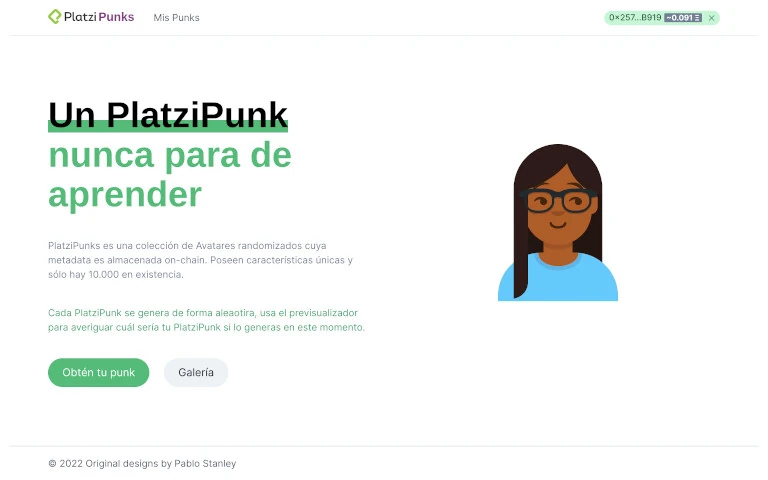 Platzi Punks Mis Punks 0x257...B919 ~0.091 Ξ
Un PlatziPunk
nunca para de
aprender
PlatziPunks es una colección de Avatares randomizados cuya
metadata es almacenada on-chain. Poseen características únicas y
sólo hay 10.000 en existencia.
Cada PlatziPunk se genera de forma aleaotira, usa el previsualizador
para averiguar cuál sería tu PlatziPunk si lo generas en este momento.
Obtén tu punk Galería
© 2022 Original designs by Pablo Stanley